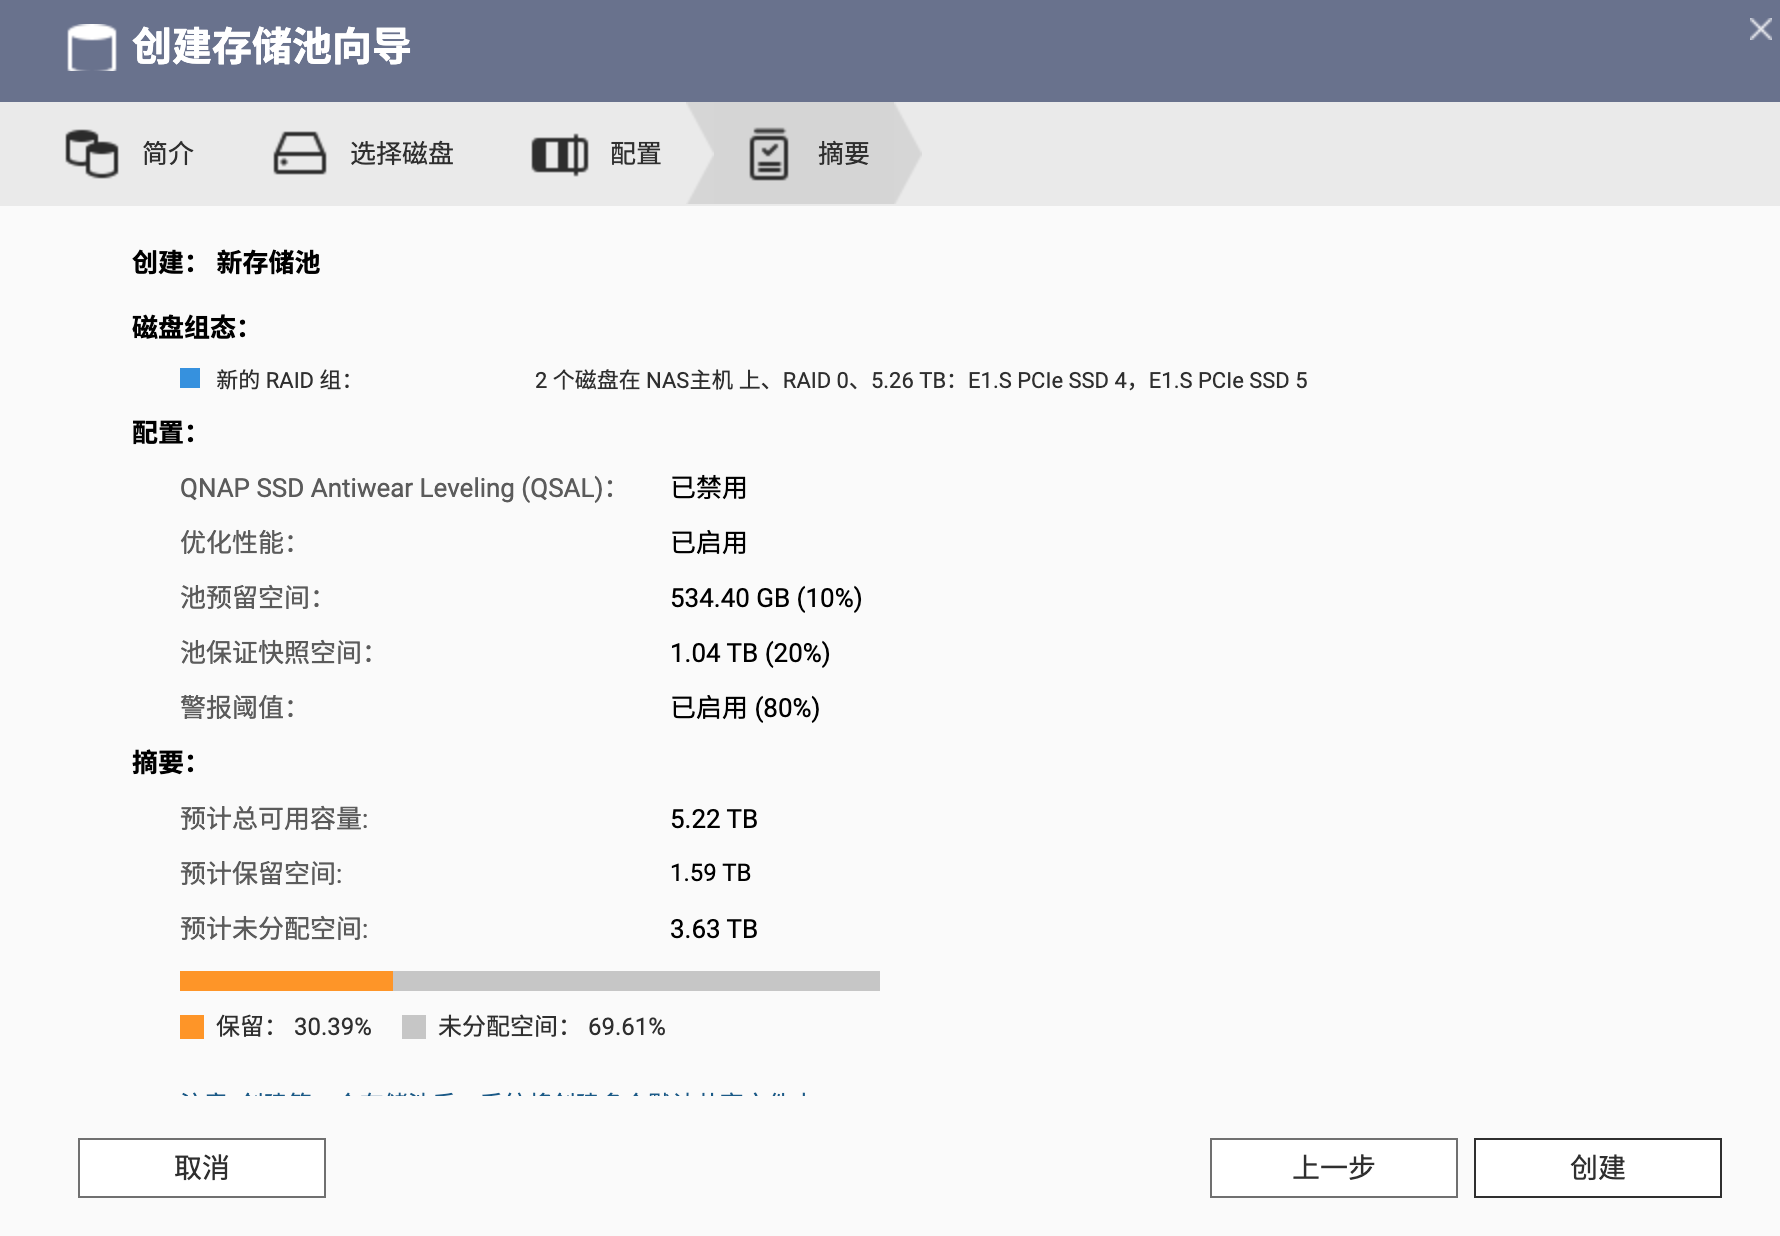 创建存储池向导
简介 选择磁盘 配置 摘要
创建： 新存储池
磁盘组态：
新的 RAID 组： 2 个磁盘在 NAS主机 上、RAID 0、5.26 TB：E1.S PCIe SSD 4，E1.S PCIe SSD 5
配置：
QNAP SSD Antiwear Leveling (QSAL)： 已禁用
优化性能： 已启用
池预留空间： 534.40 GB (10%)
池保证快照空间： 1.04 TB (20%)
警报阈值： 已启用 (80%)
摘要：
预计总可用容量: 5.22 TB
预计保留空间: 1.59 TB
预计未分配空间: 3.63 TB
保留： 30.39% 未分配空间： 69.61%
取消 上一步 创建